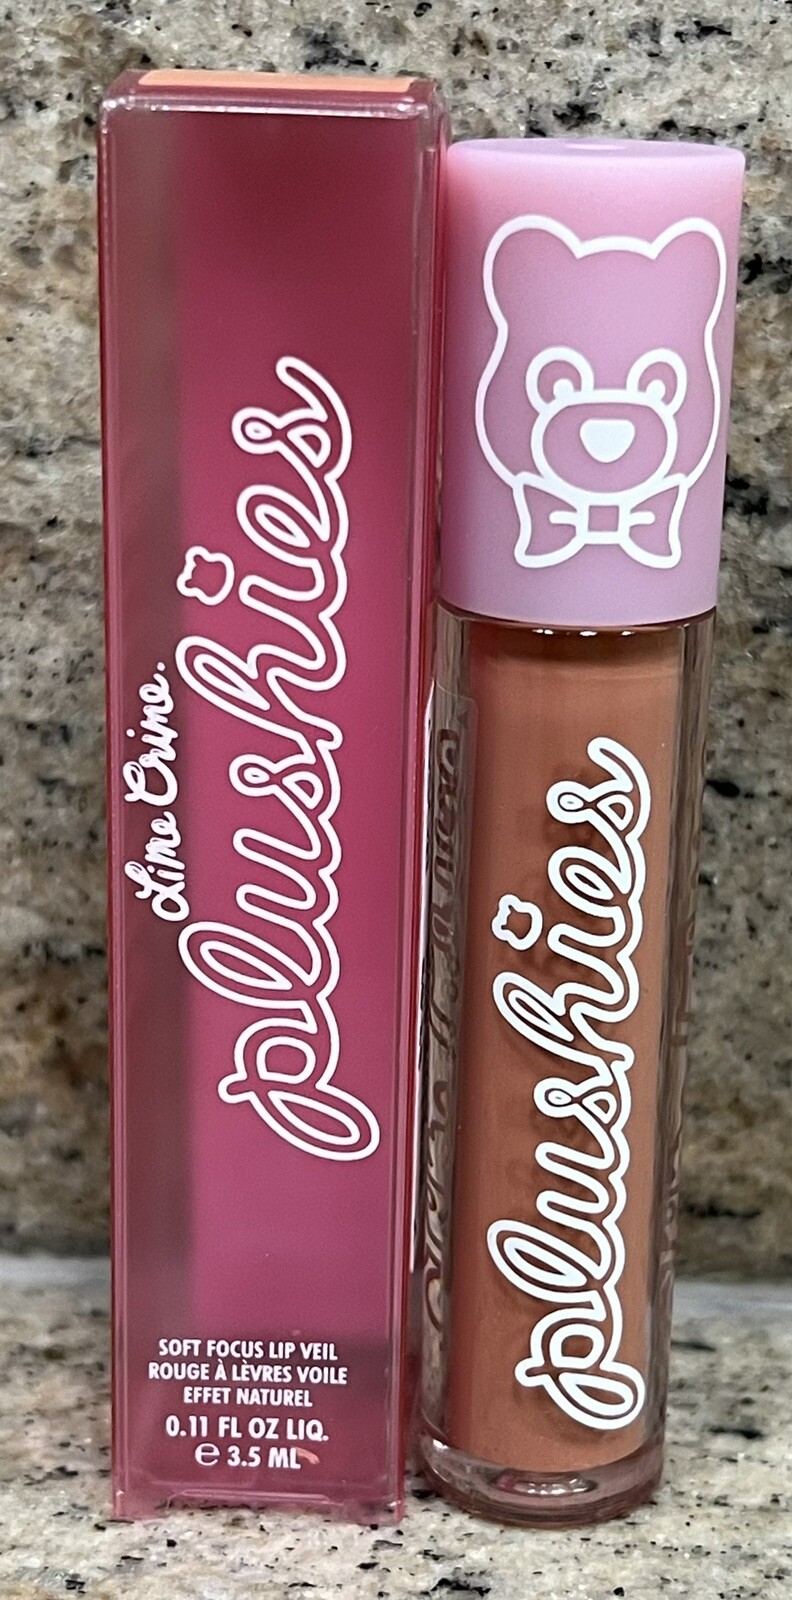 Lime Crime.
plushies
SOFT FOCUS LIP VEIL
ROUGE À LÈVRES VOILE
EFFET NATUREL
0.11 FL OZ LIQ.
℮ 3.5 ML
plushies